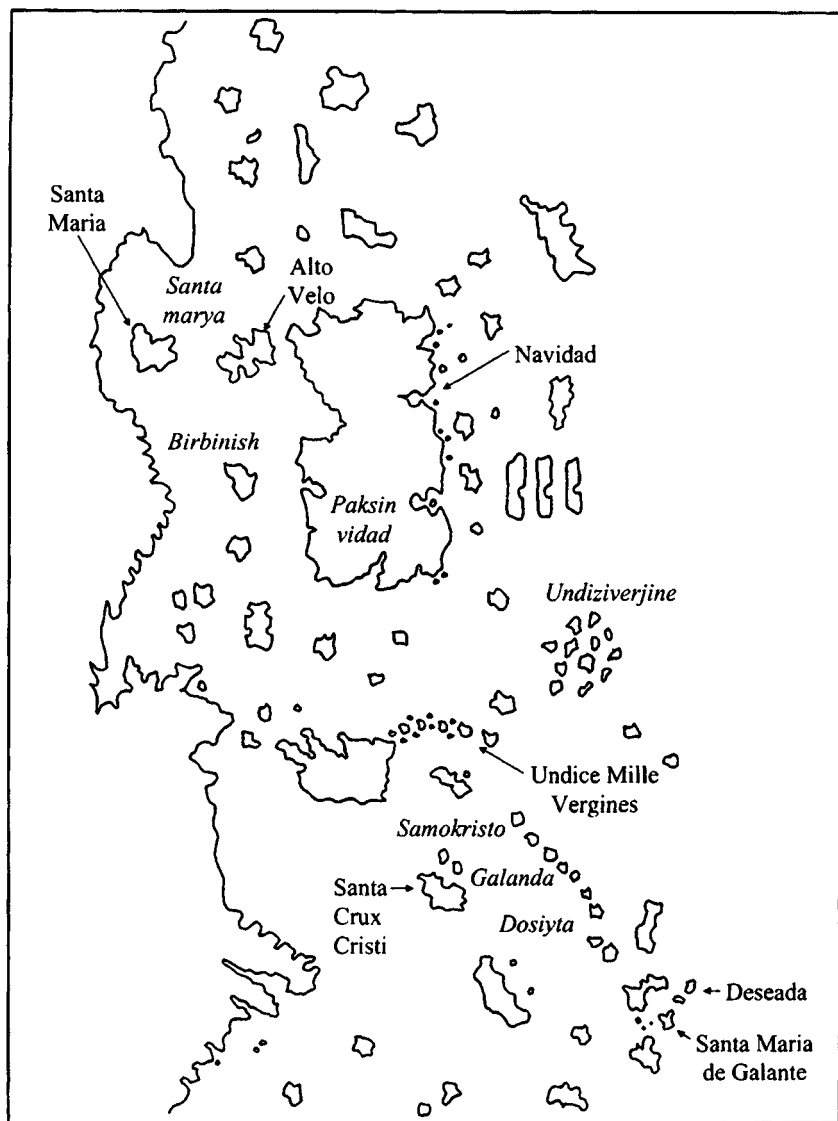 Santa
Maria
Santa
marya
Alto
Velo
Navidad
Birbinish
Paksin
vidad
Undiziverjine
Undice Mille
Vergines
Samokristo
Galanda
Santa
Crux
Cristi
Dosiyta
Deseada
Santa Maria
de Galante